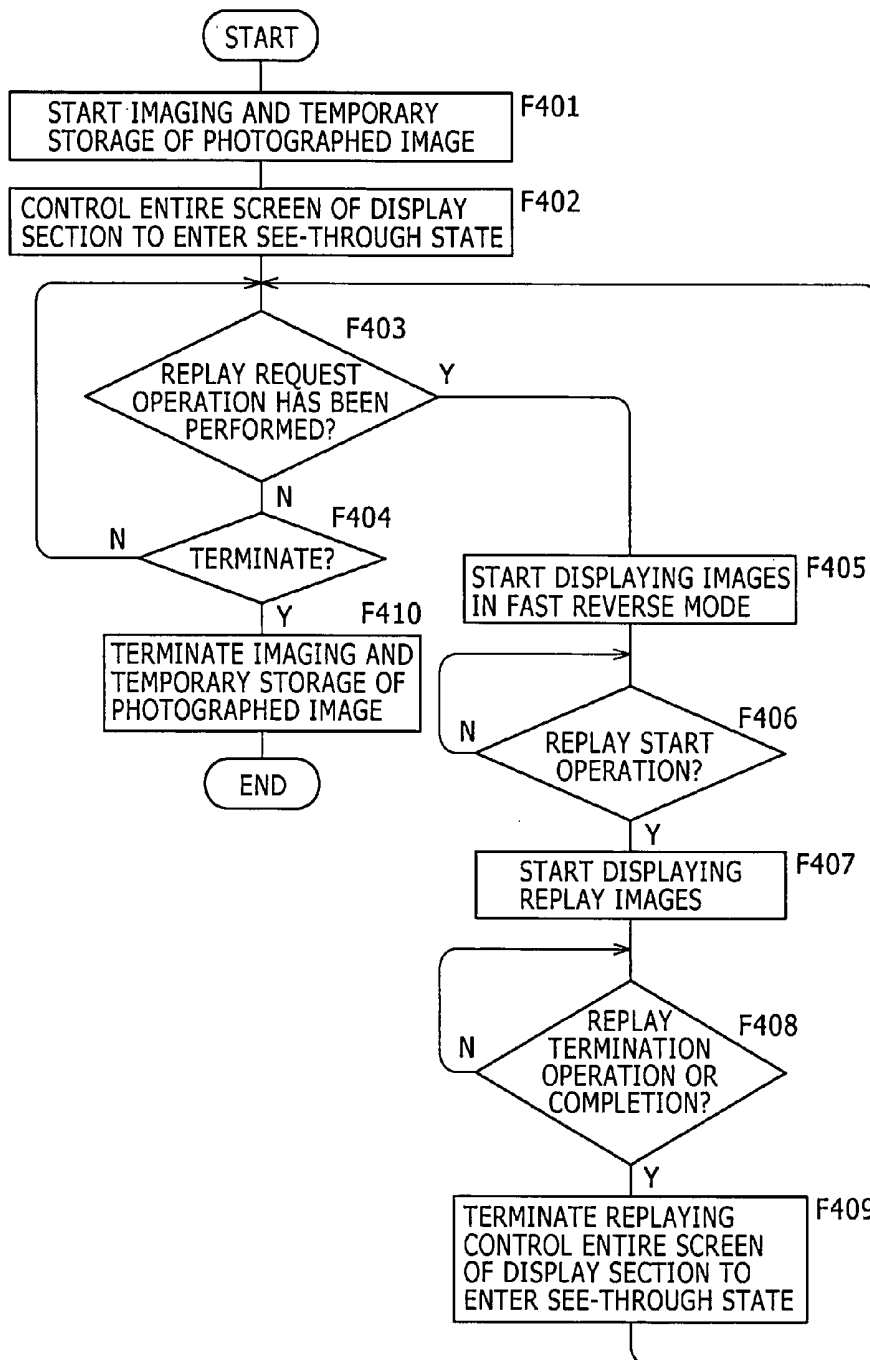 START
START IMAGING AND TEMPORARY
STORAGE OF PHOTOGRAPHED IMAGE
F401
CONTROL ENTIRE SCREEN OF DISPLAY
SECTION TO ENTER SEE-THROUGH STATE
F402
F403
REPLAY REQUEST
OPERATION HAS BEEN
PERFORMED?
Y
N
F404
TERMINATE?
N
Y
F410
TERMINATE IMAGING AND
TEMPORARY STORAGE OF
PHOTOGRAPHED IMAGE
END
START DISPLAYING IMAGES
IN FAST REVERSE MODE
F405
F406
REPLAY START
OPERATION?
N
Y
START DISPLAYING
REPLAY IMAGES
F407
F408
REPLAY
TERMINATION
OPERATION OR
COMPLETION?
N
Y
TERMINATE REPLAYING
CONTROL ENTIRE SCREEN
OF DISPLAY SECTION TO
ENTER SEE-THROUGH STATE
F409